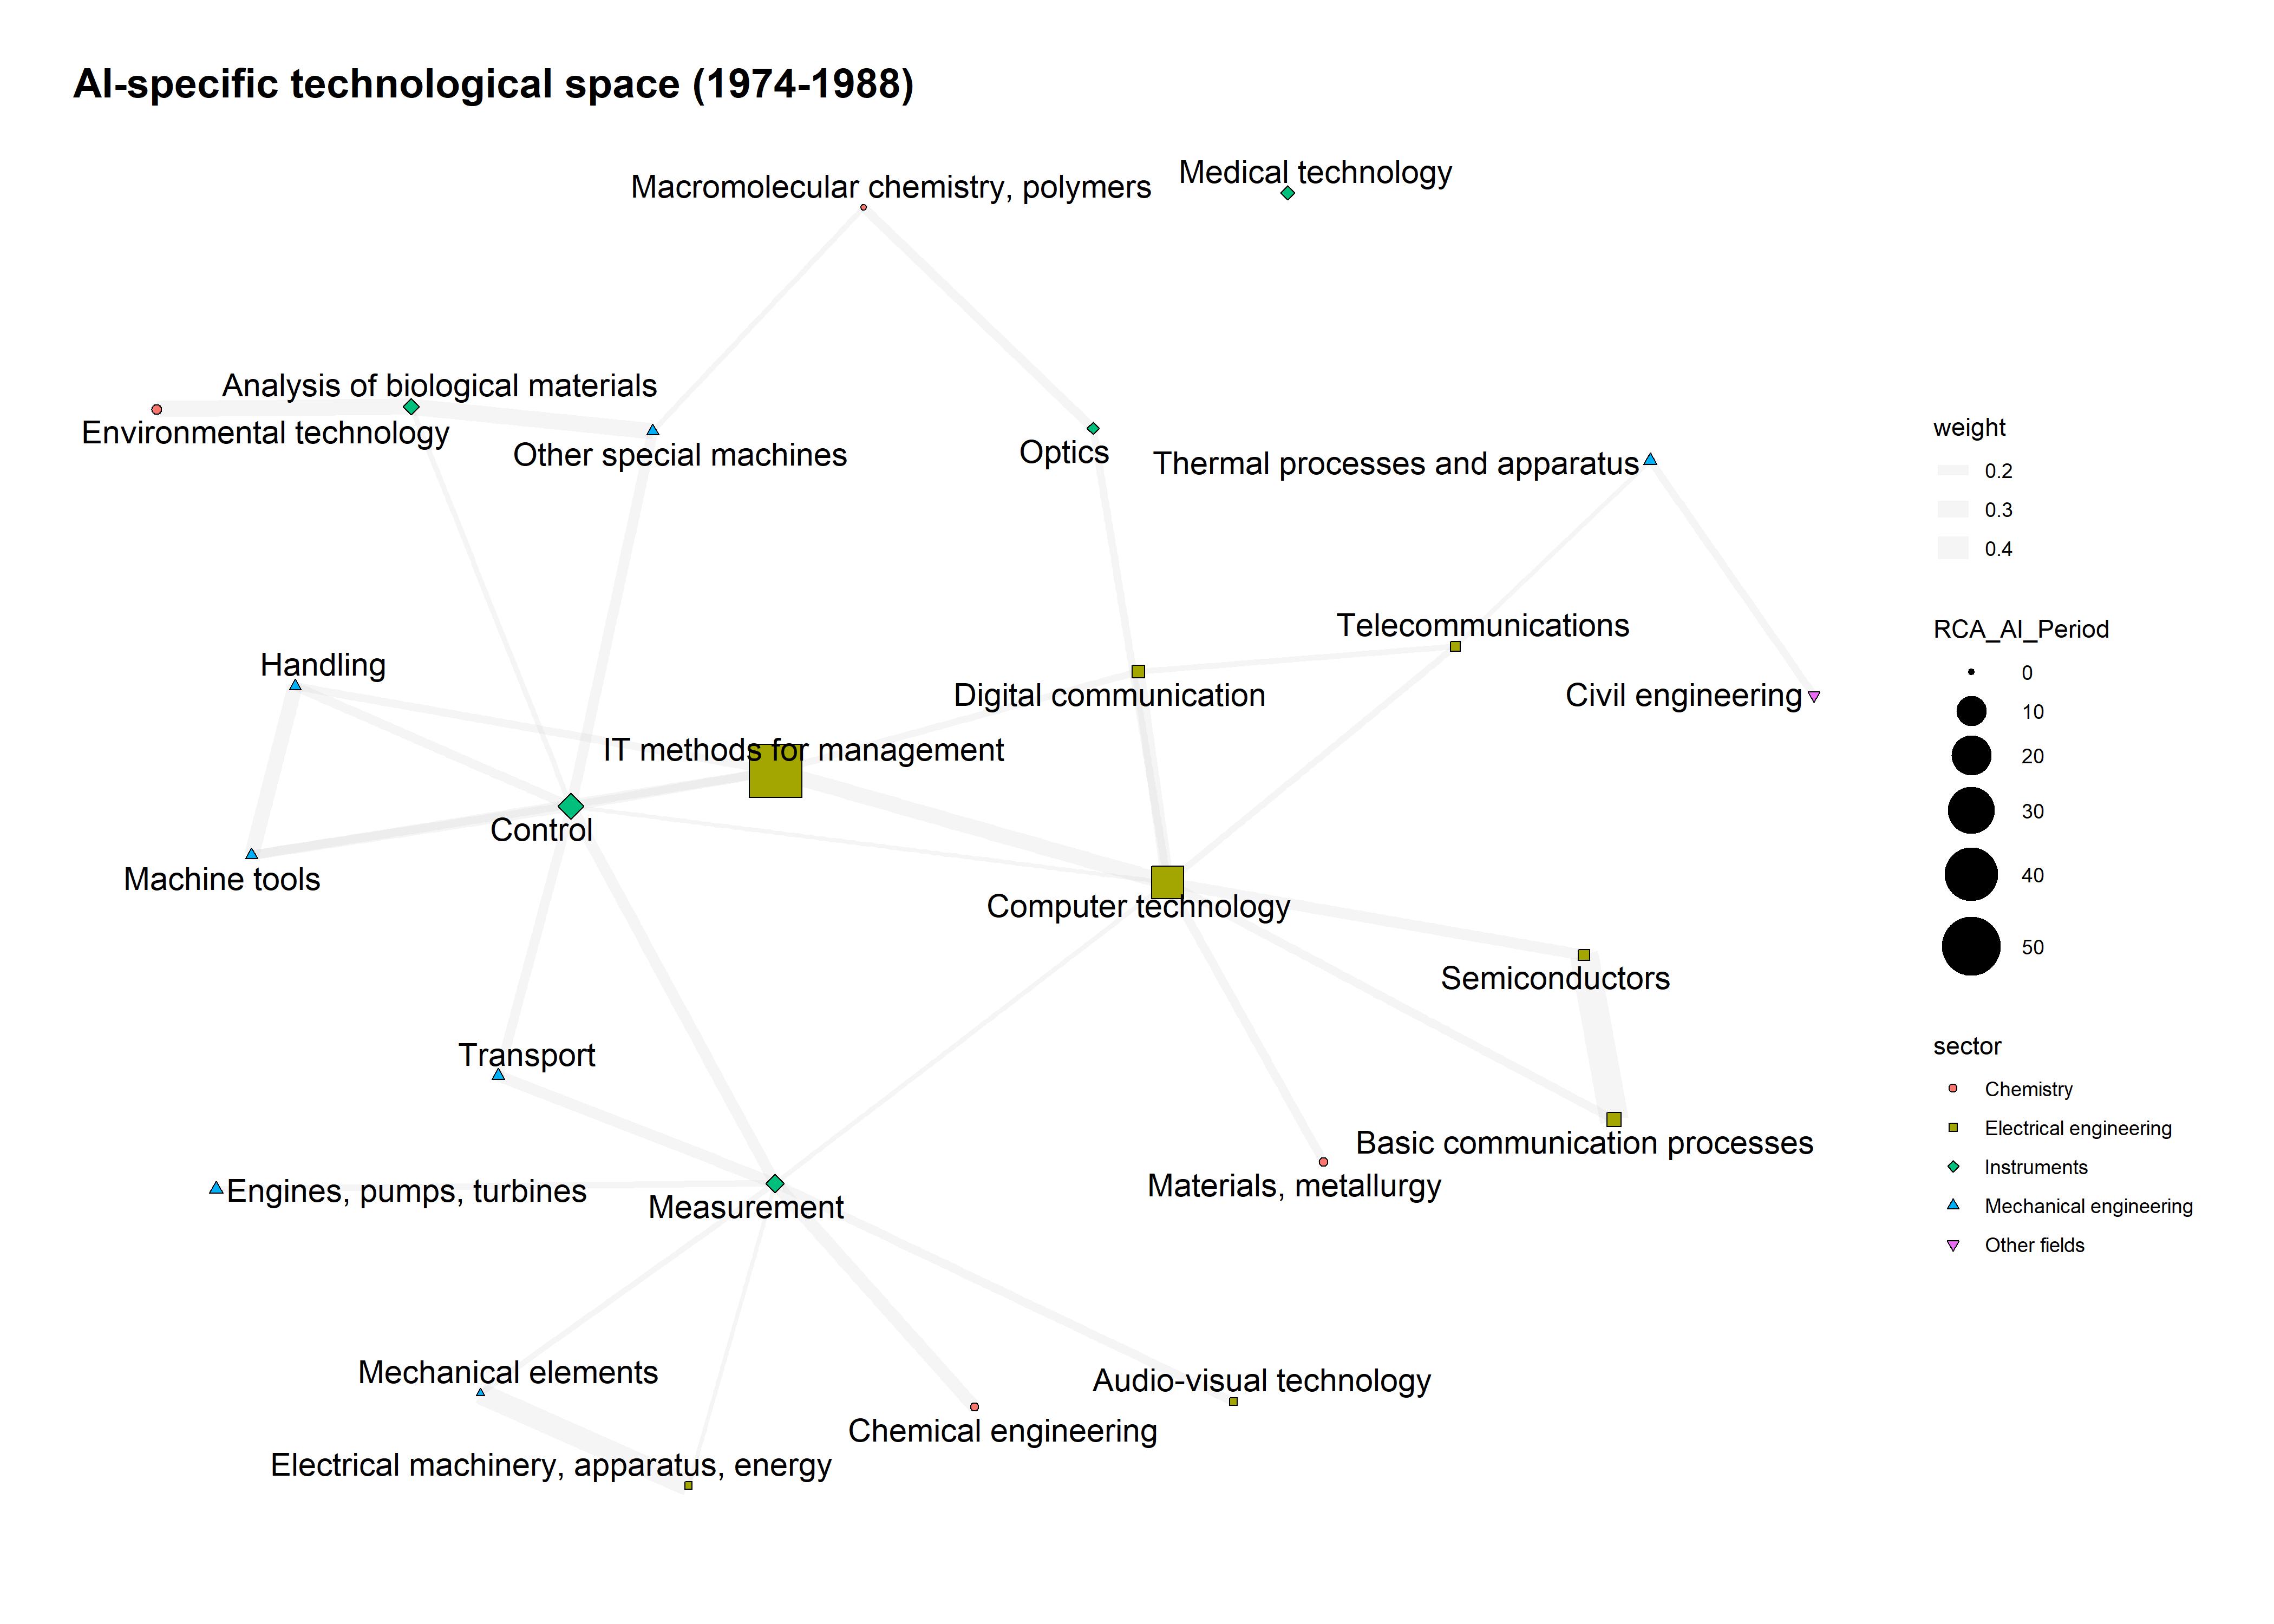 AI-specific technological space (1974-1988)
Medical technology
Macromolecular chemistry, polymers
Analysis of biological materials
Environmental technology
Other special machines
Optics
Thermal processes and apparatus
Telecommunications
Handling
Digital communication
Civil engineering
IT methods for management
Control
Machine tools
Computer technology
Semiconductors
Transport
Basic communication processes
Materials, metallurgy
Engines, pumps, turbines
Measurement
Mechanical elements
Audio-visual technology
Chemical engineering
Electrical machinery, apparatus, energy
weight
0.2
0.3
0.4
RCA_AI_Period
0
10
20
30
40
50
sector
Chemistry
Electrical engineering
Instruments
Mechanical engineering
Other fields